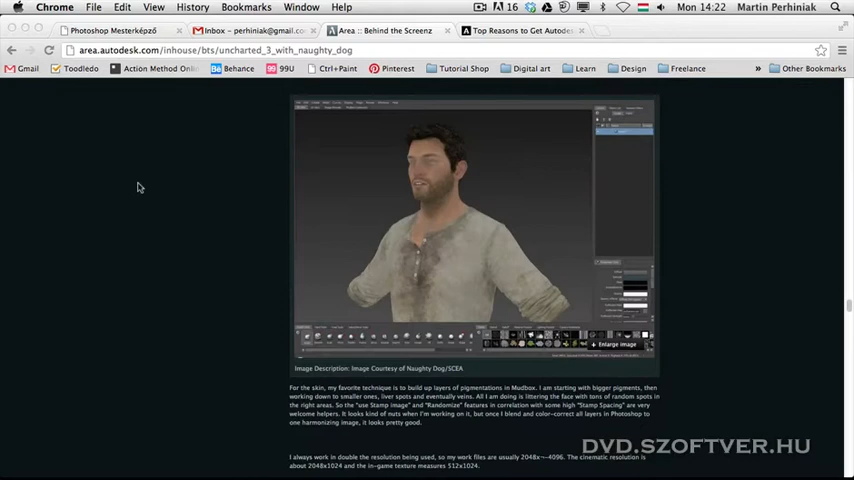 Chrome File Edit View History Bookmarks Window Help 16 Mon 14:22 Martin Perhiniak
Photoshop Mesterképző Inbox – perhiniak@gmail.co Area :: Behind the Screenz Top Reasons to Get Autodes
area.autodesk.com/inhouse/bts/uncharted_3_with_naughty_dog
Gmail Toodledo Action Method Onli Behance 99U Ctrl+Paint Pinterest Tutorial Shop Digital art Learn Design Freelance » Other Bookmarks
+ Enlarge image
Image Description: Image Courtesy of Naughty Dog/SCEA
For the skin, my favorite technique is to build up layers of pigmentations in Mudbox. I am starting with bigger pigments, then
working down to smaller ones, liver spots and eventually veins. All I am doing is littering the face with tons of random spots in
the right areas. So the "use Stamp image" and "Randomize" features in correlation with some high "Stamp Spacing" are very
welcome helpers. It looks kind of nuts when I'm working on it, but once I blend and color-correct all layers in Photoshop to
one harmonizing image, it looks pretty good.
DVD.SZOFTVER.HU
I always work in double the resolution being used, so my work files are usually 2048x¬-4096. The cinematic resolution is
about 2048x1024 and the in-game texture measures 512x1024.